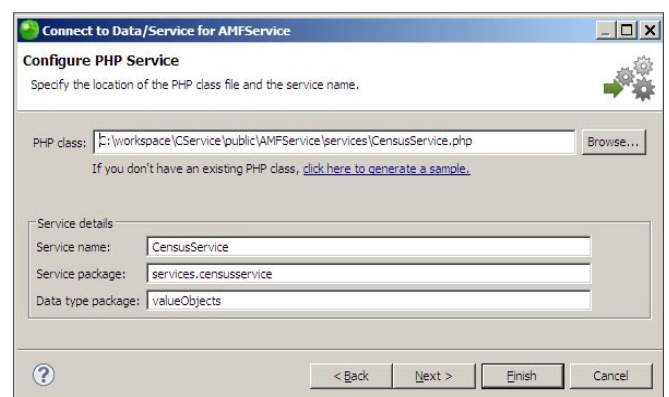 Connect to Data/Service for AMFService
Configure PHP Service
Specify the location of the PHP class file and the service name.
PHP class: C:\workspace\CService\public\AMFService\services\CensusService.php Browse...
If you don't have an existing PHP class, click here to generate a sample.
Service details
Service name: CensusService
Service package: services.censusservice
Data type package: valueObjects
? < Back Next > Finish Cancel